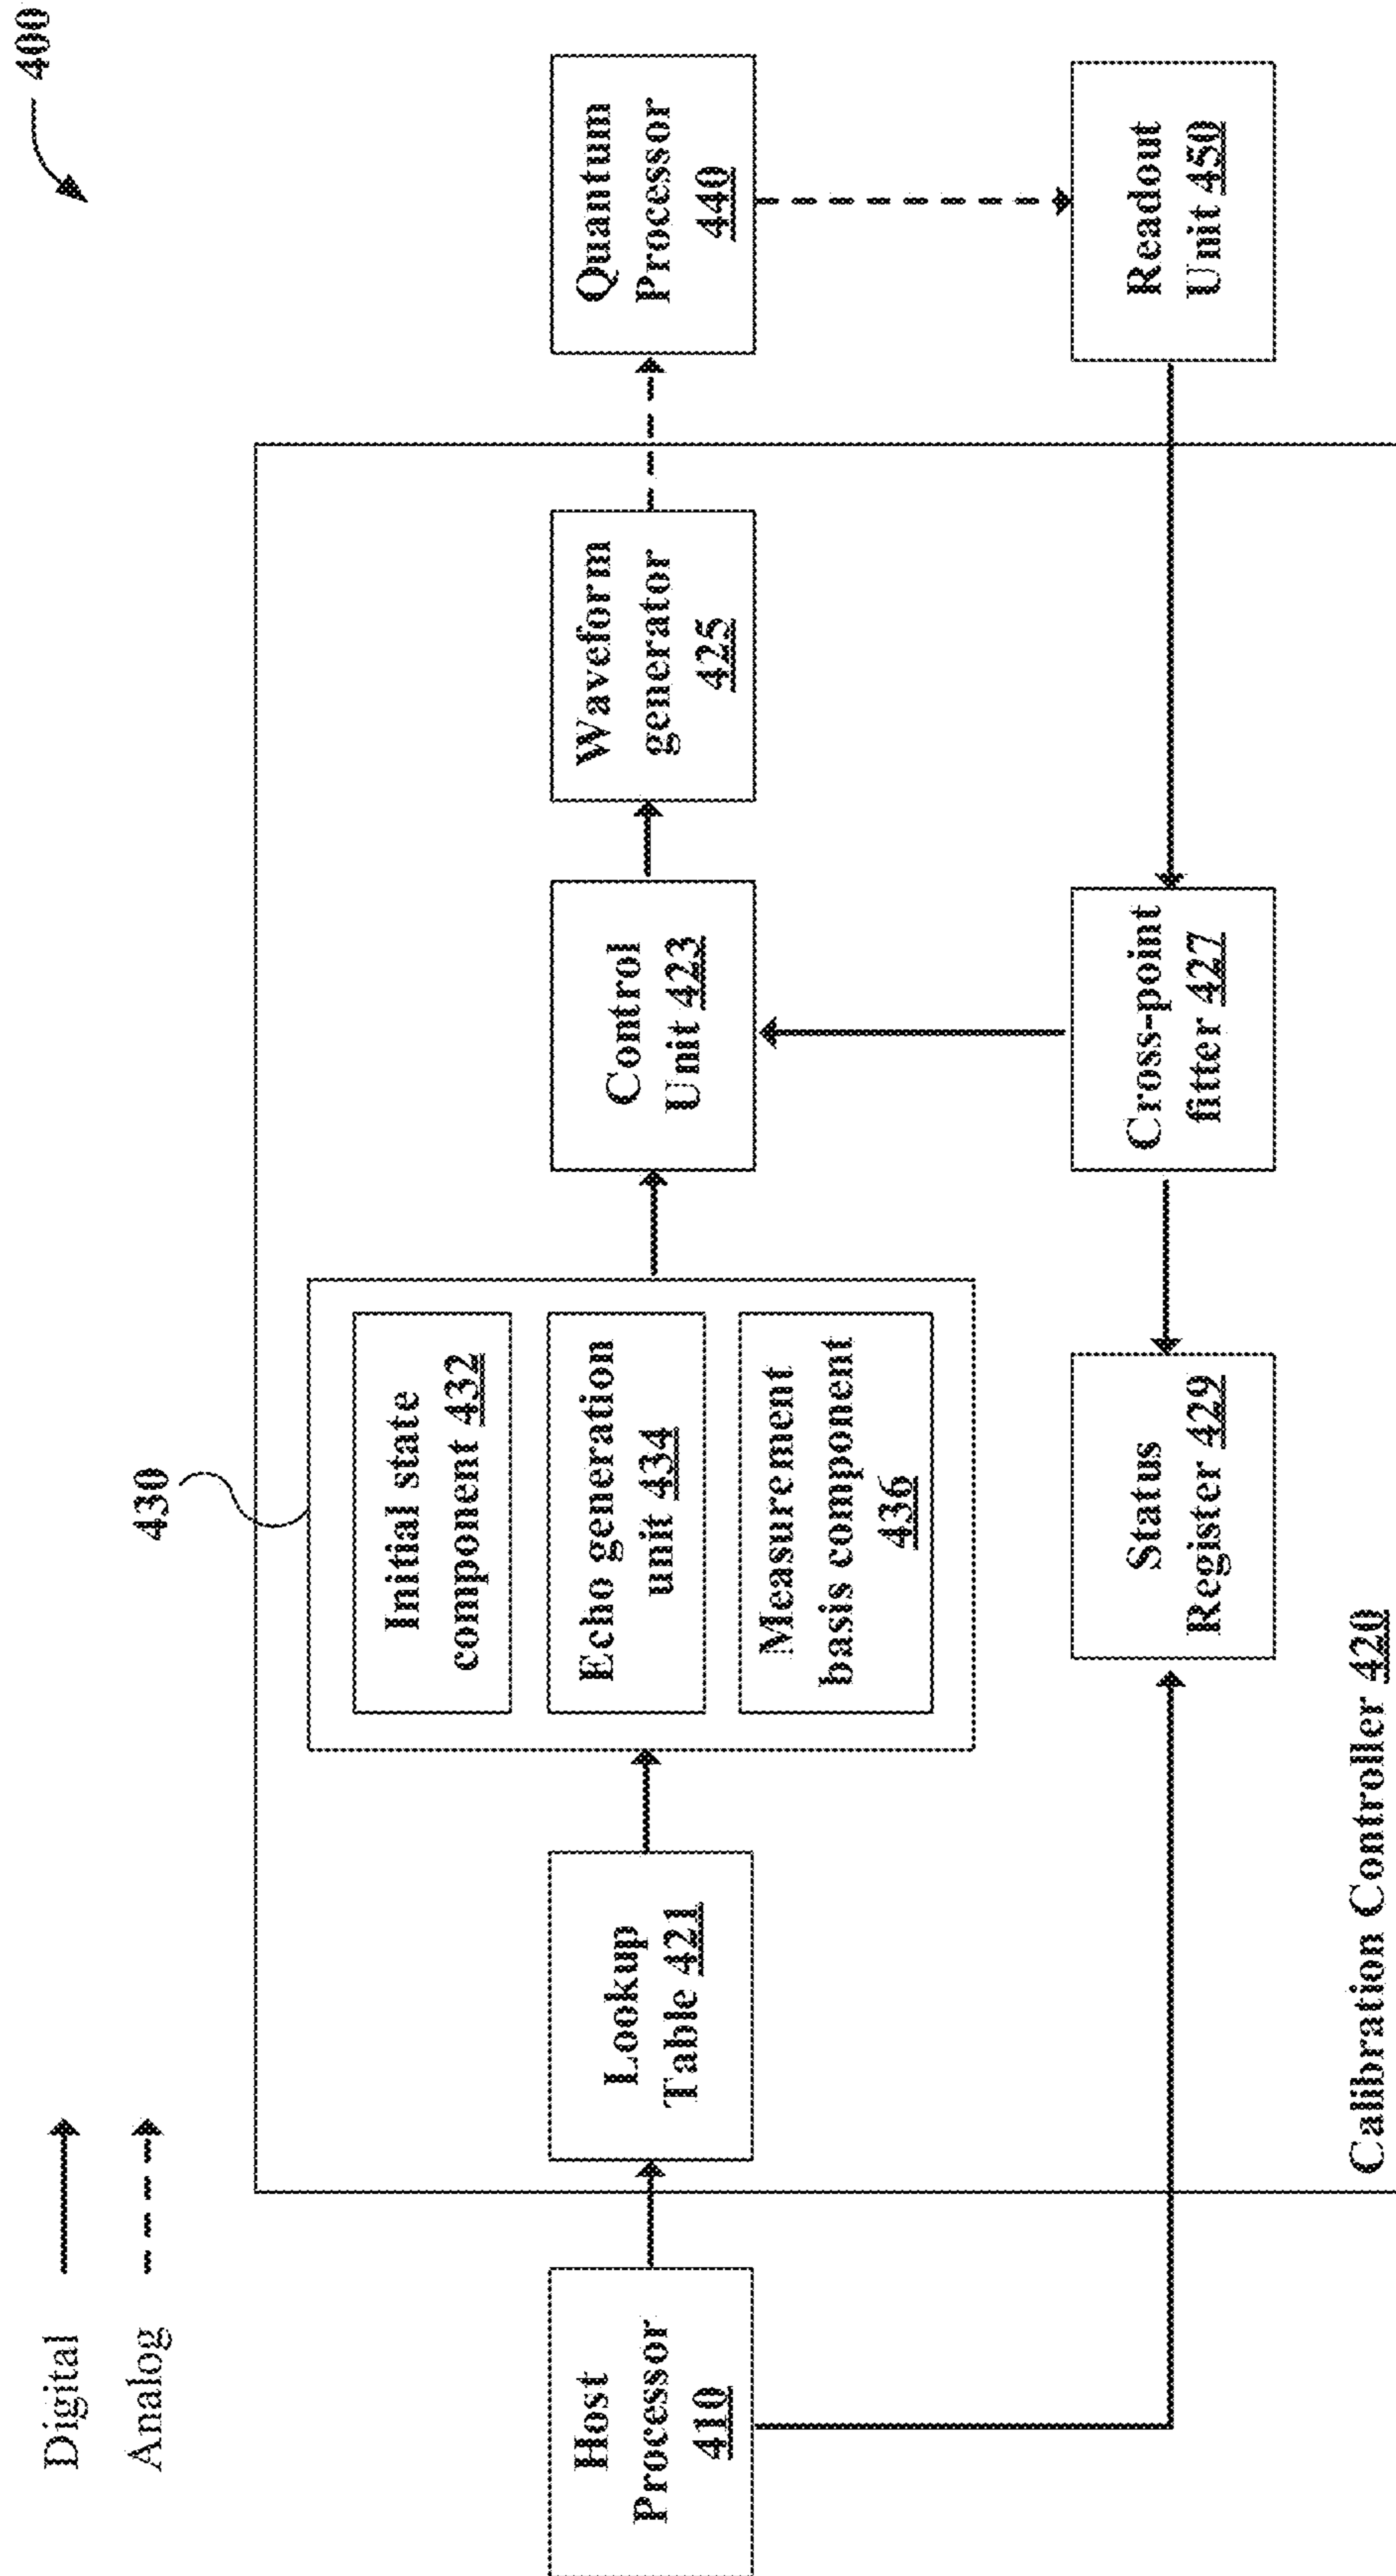 400
Digital
Analog
430
Host
Processor
410
Lookup
Table 421
Initial state
component 432
Echo generation
unit 434
Measurement
basis component
436
Control
Unit 423
Waveform
generator
425
Quantum
Processor
440
Status
Register 429
Cross-point
fitter 427
Readout
Unit 450
Calibration Controller 420